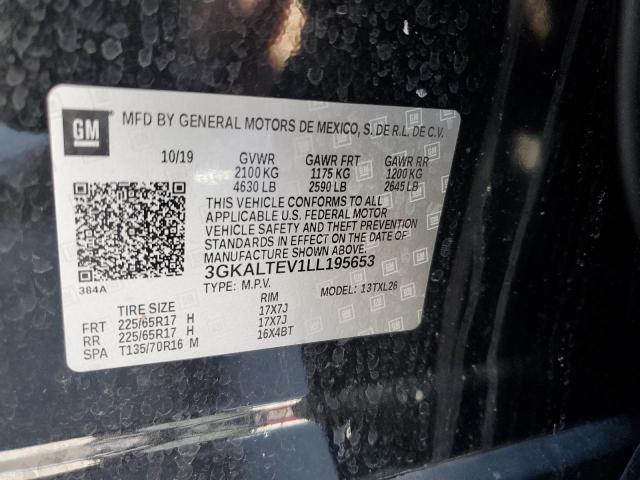 GM
MFD BY GENERAL MOTORS DE MEXICO, S. DE R.L. DE C.V.
10/19 GVWR GAWR FRT GAWR RR
2100 KG 1175 KG 1200 KG
4630 LB 2590 LB 2645 LB
THIS VEHICLE CONFORMS TO ALL
APPLICABLE U.S. FEDERAL MOTOR
VEHICLE SAFETY AND THEFT PREVENTION
STANDARDS IN EFFECT ON THE DATE OF
MANUFACTURE SHOWN ABOVE.
384A
3GKALTEV1LL195653
TYPE: M.P.V. MODEL: 13TXL26
TIRE SIZE RIM
FRT 225/65R17 H 17X7J
RR 225/65R17 H 17X7J
SPA T135/70R16 M 16X4BT